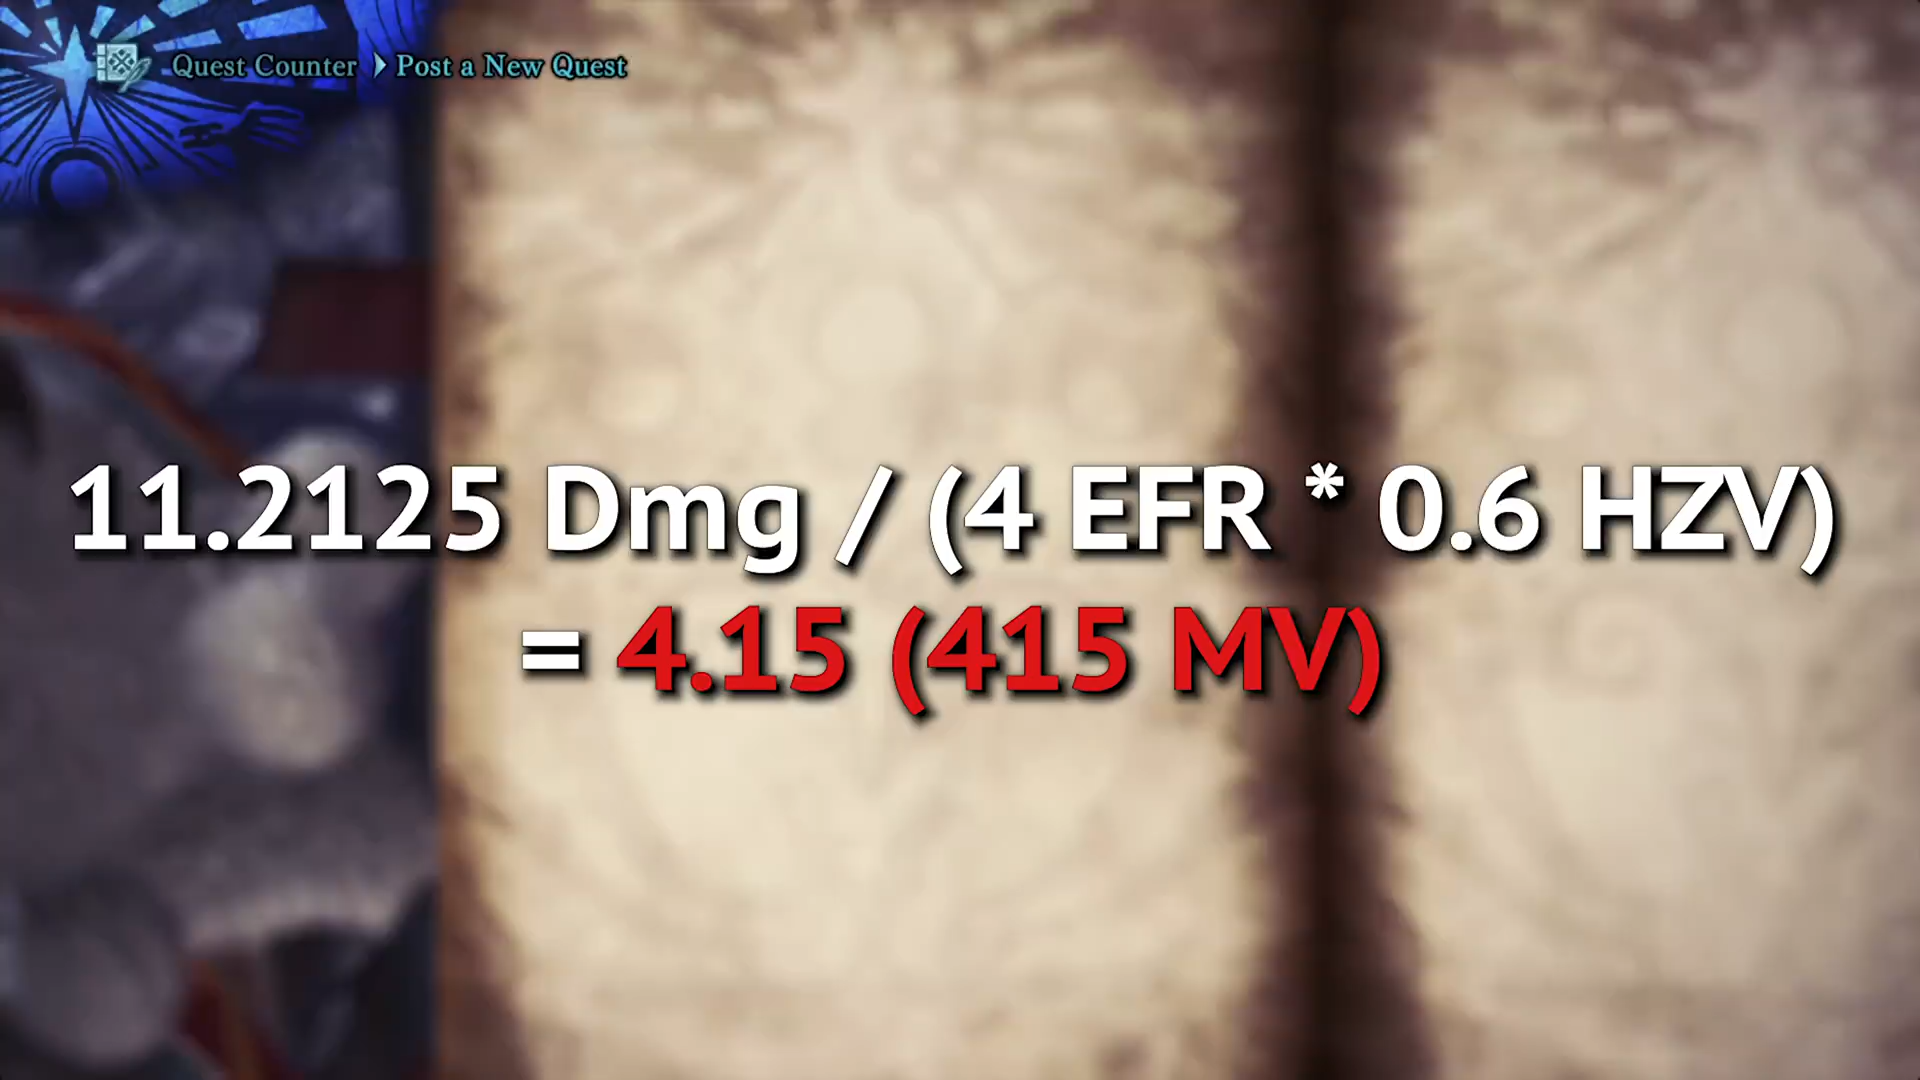 Quest Counter Post a New Quest
11.2125 Dmg / (4 EFR * 0.6 HZV)
= 4.15 (415 MV)